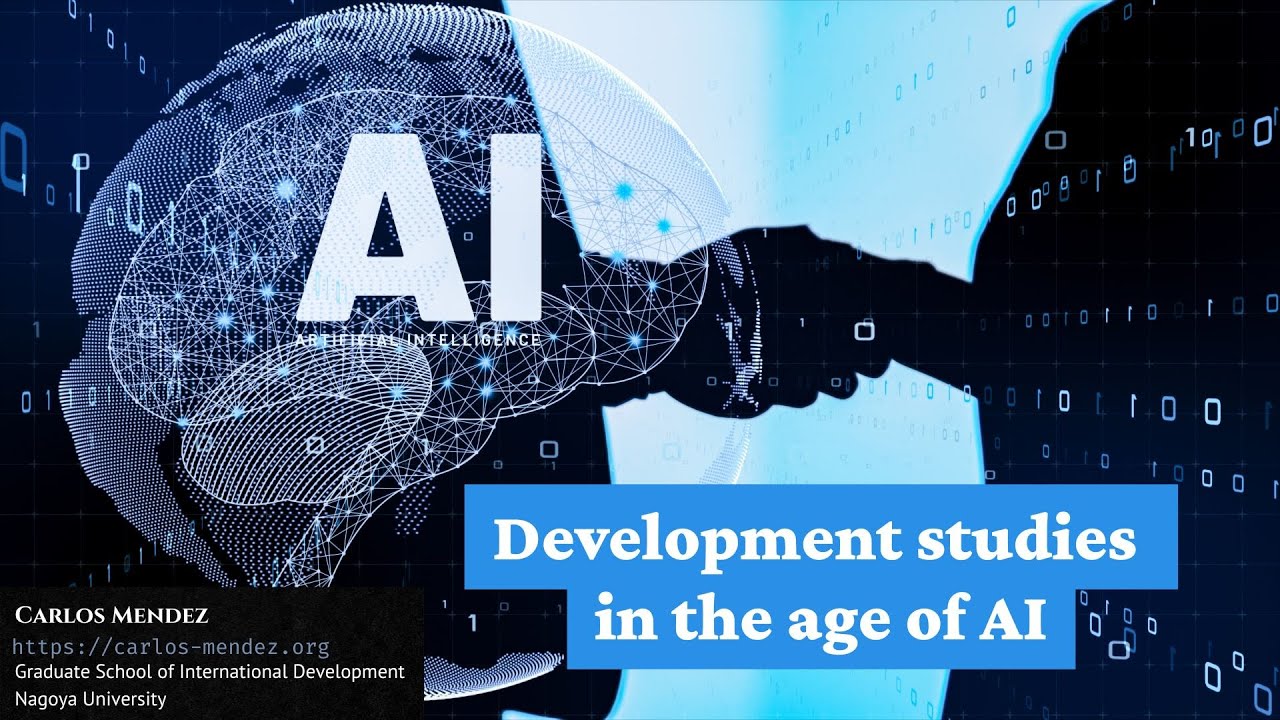 AI
ARTIFICIAL INTELLIGENCE
Development studies
in the age of AI
Carlos Mendez
https://carlos-mendez.org
Graduate School of International Development
Nagoya University